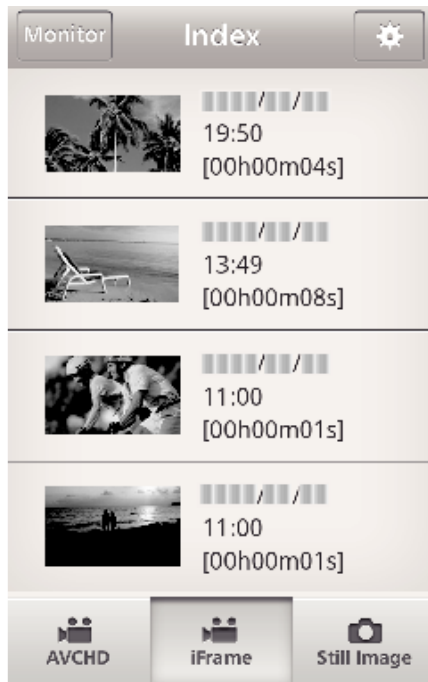 Monitor Index
19:50
[00h00m04s]
13:49
[00h00m08s]
11:00
[00h00m01s]
11:00
[00h00m01s]
AVCHD iFrame Still Image